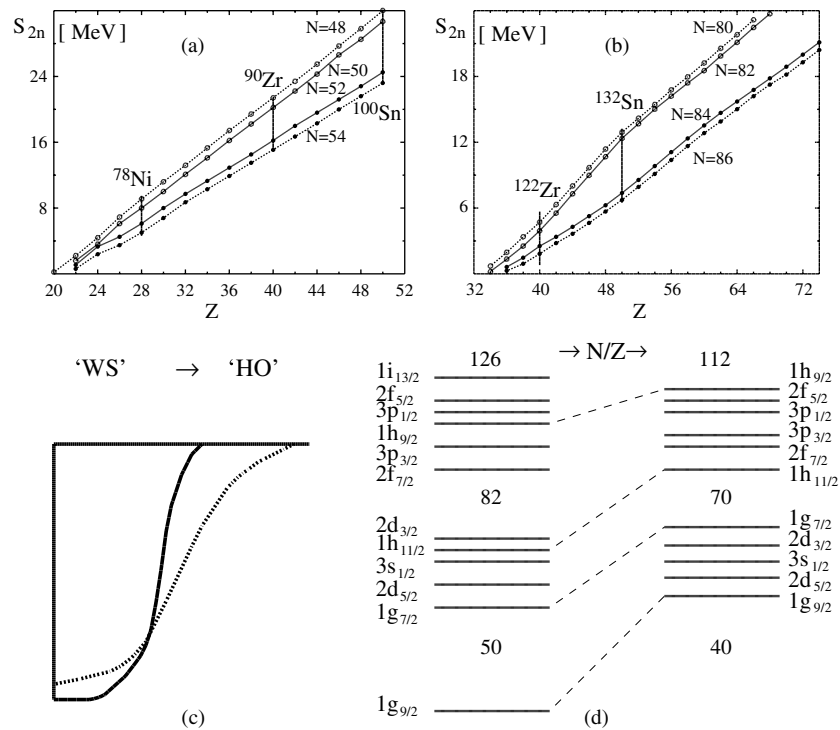 S₂ₙ [ MeV ] (a) N=48
24
⁹⁰Zr N=50
N=52
16
¹⁰⁰Sn
N=54
⁷⁸Ni
8
20 24 28 32 36 40 44 48 52
Z
S₂ₙ [ MeV ] (b) N=80
18
N=82
¹³²Sn
12
N=84
N=86
¹²²Zr
6
32 40 48 56 64 72
Z
‘WS’ → ‘HO’
(c)
→ N/Z→
126 112
1i₁₃/₂ 1h₉/₂
2f₅/₂ 2f₅/₂
3p₁/₂ 3p₁/₂
1h₉/₂ 3p₃/₂
3p₃/₂ 2f₇/₂
2f₇/₂ 1h₁₁/₂
82 70
2d₃/₂ 1g₇/₂
1h₁₁/₂ 2d₃/₂
3s₁/₂ 3s₁/₂
2d₅/₂ 2d₅/₂
1g₇/₂ 1g₉/₂
50 40
1g₉/₂
(d)